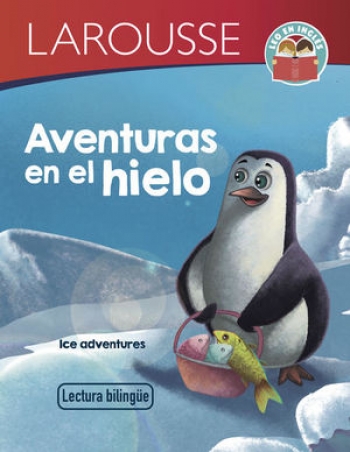 LAROUSSE
LEO EN INGLÉS
Aventuras
en el hielo
Ice adventures
Lectura bilingüe